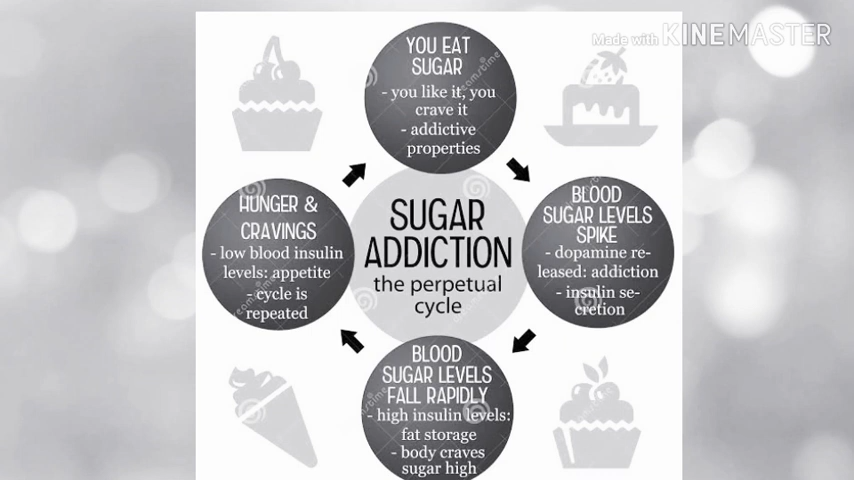 Made with KINEMASTER
YOU EAT
SUGAR
- you like it, you
crave it
- addictive
properties
BLOOD
SUGAR LEVELS
SPIKE
- dopamine re-
leased: addiction
- insulin se-
cretion
HUNGER &
CRAVINGS
- low blood insulin
levels: appetite
- cycle is
repeated
SUGAR
ADDICTION
the perpetual
cycle
BLOOD
SUGAR LEVELS
FALL RAPIDLY
- high insulin levels:
fat storage
- body craves
sugar high